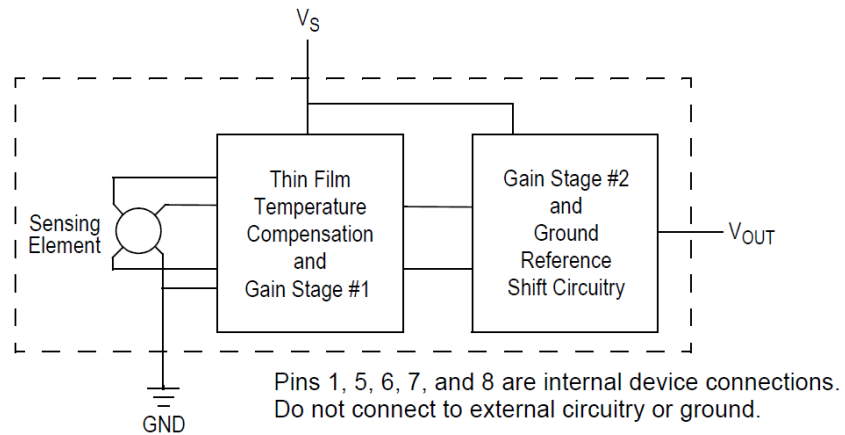 VS
Sensing
Element
Thin Film
Temperature
Compensation
and
Gain Stage #1
Gain Stage #2
and
Ground
Reference
Shift Circuitry
VOUT
GND
Pins 1, 5, 6, 7, and 8 are internal device connections.
Do not connect to external circuitry or ground.